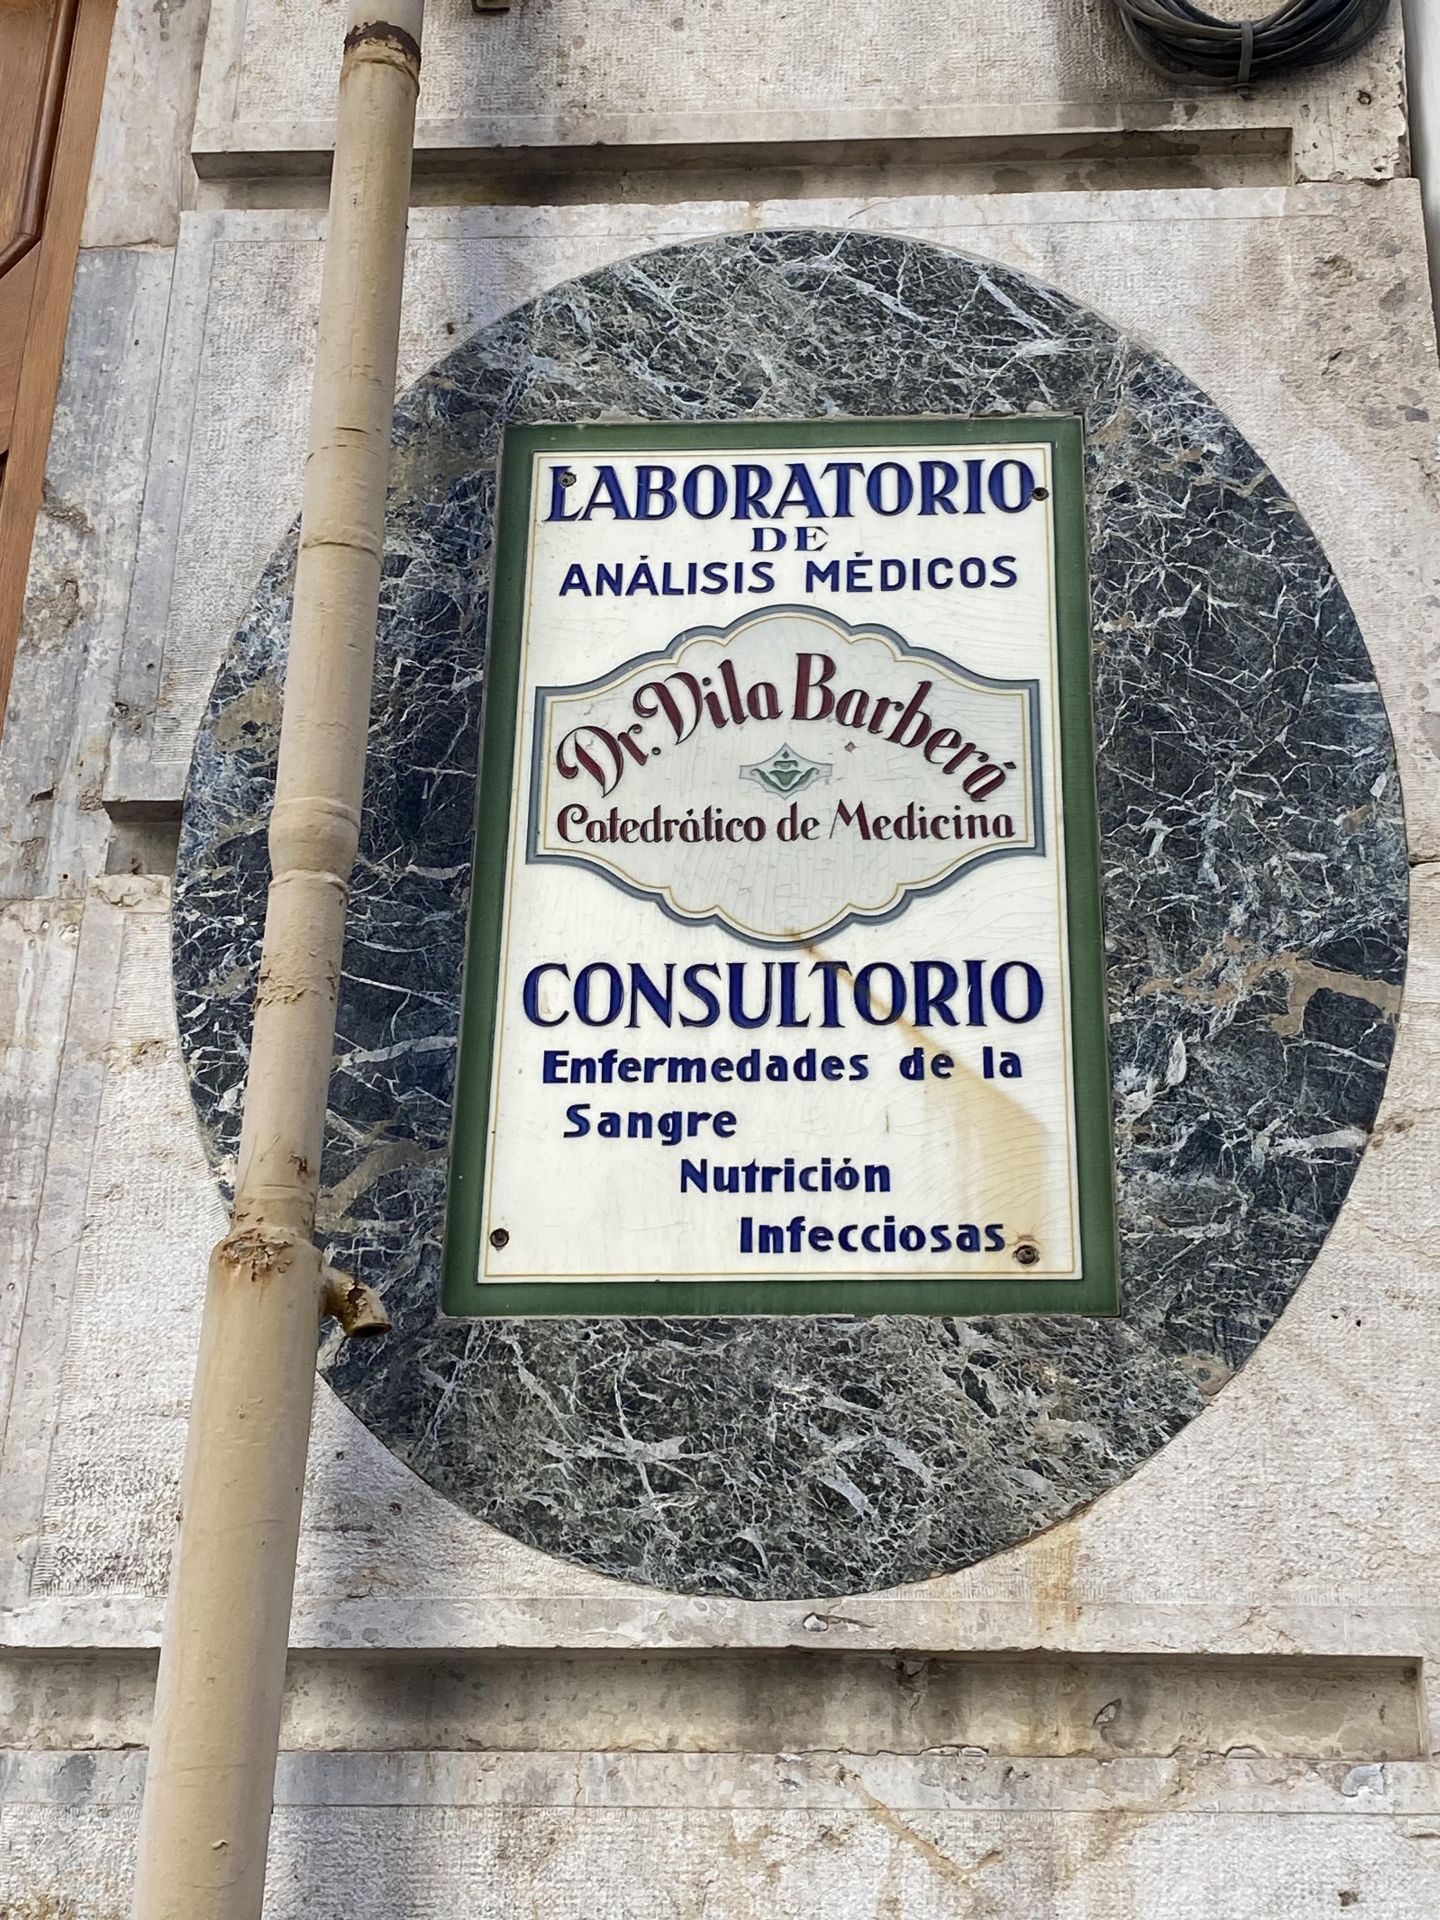 LABORATORIO
DE
ANÁLISIS MÉDICOS
Dr. Vila Barberá
Catedrático de Medicina
CONSULTORIO
Enfermedades de la
Sangre
Nutrición
Infecciosas